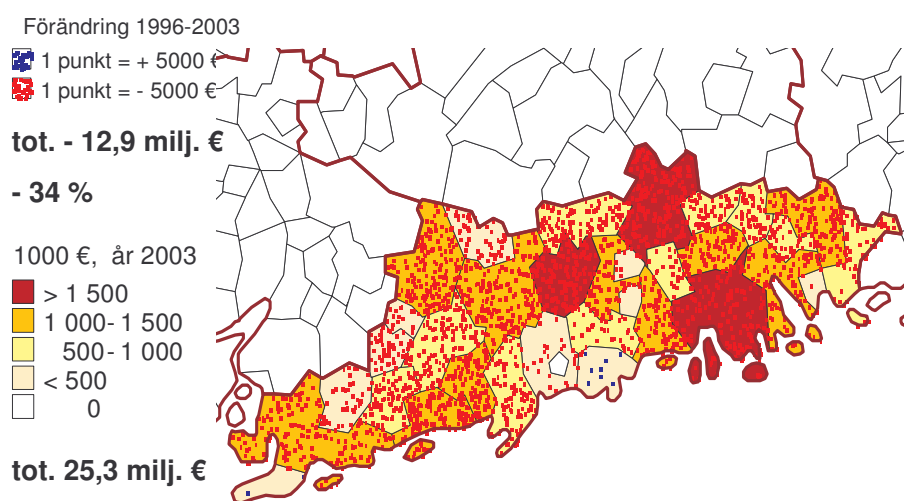 Förändring 1996-2003
1 punkt = + 5000 €
1 punkt = - 5000 €
tot. - 12,9 milj. €
- 34 %
1000 €, år 2003
> 1 500
1 000- 1 500
500- 1 000
< 500
0
tot. 25,3 milj. €